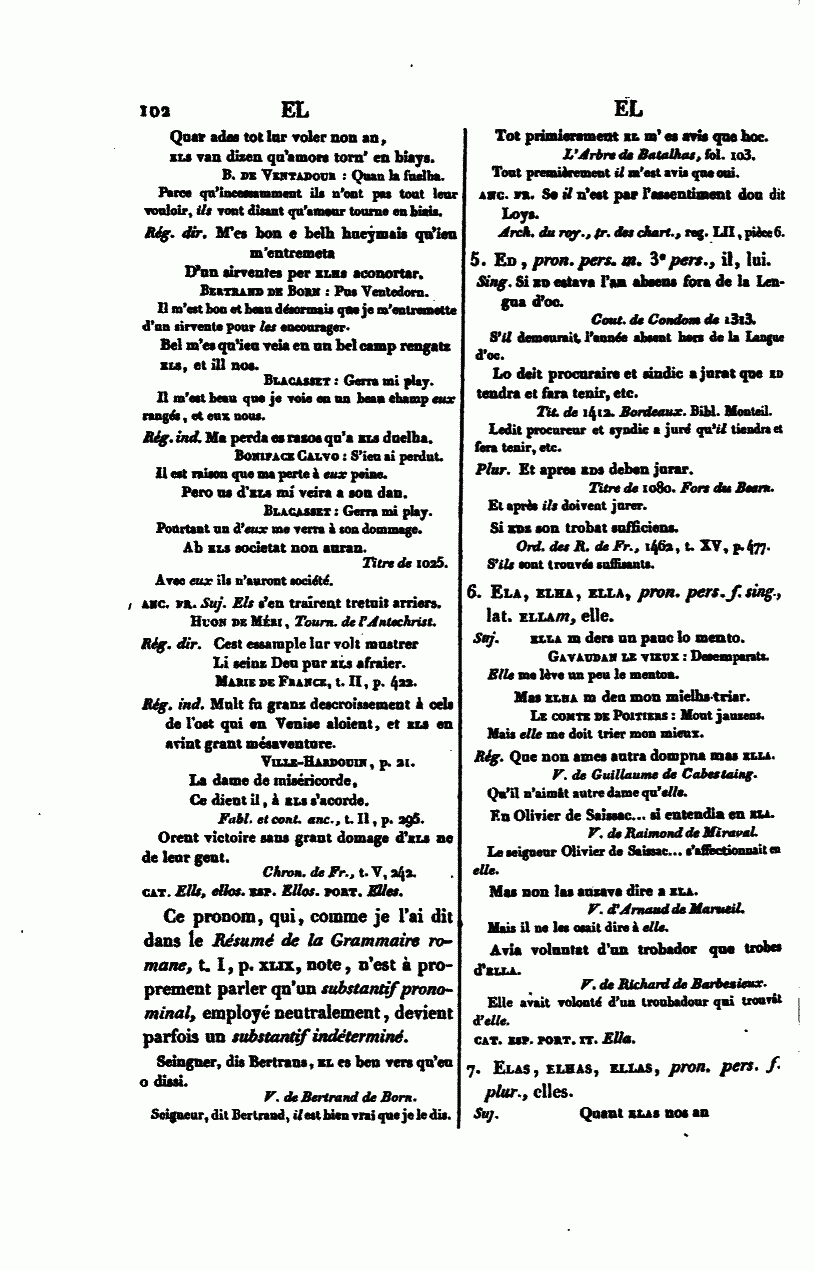 102 EL EL
Quar ades tot lur voler non an,
ELS van dizen qu'amors torn' en biays.
B. DE VENTADOUR : Quan la fuelha.
Parce qu'incessamment ils n'ont pas tout leur
vouloir, ils vont disant qu'amour tourne en biais.
Rég. dir. M'es bon e belh hueymais qu'ieu
m'entremeta
D'un sirventes per ELHS aconortar.
BERTRAND DE BORN : Pus Ventedorn.
Il m'est bon et beau désormais que je m'entremette
d'un sirvente pour les encourager.
Bel m'es qu'ieu veia en un bel camp rengatz
ELS, et ill nos.
BLACASSET : Gerra mi play.
Il m'est beau que je voie en un beau champ eux
rangés, et eux nous.
Rég. ind. Ma perda es razos qu'a ELS duelha.
BONIFACE CALVO : S'ieu ai perdut.
Il est raison que ma perte à eux peine.
Pero us d'ELS mi veira a son dan.
BLACASSET : Gerra mi play.
Pourtant un d'eux me verra à son dommage.
Ab ELS societat non auran.
Titre de 1025.
Avec eux ils n'auront société.
ANC. FR. Suj. Els s'en trairent tretuit arriers.
HUON DE MÉRI, Tourn. de l'Antechrist.
Rég. dir. Cest essample lur volt mustrer
Li seinz Deu pur ELS afraier.
MARIE DE FRANCE, t. II, p. 422.
Rég. ind. Mult fu granz descroissement à cels
de l'ost qui en Venise aloient, et ELS en
avint grant mésaventure.
VILLE-HARDOUIN, p. 21.
La dame de miséricorde,
Ce dient il, à ELS s'acorde.
Fabl. et cont. anc., t. II, p. 295.
Orent victoire sans grant domage d'ELS ne
de leur gent.
Chron. de Fr., t. V, 242.
CAT. Ells, ellos. ESP. Ellos. PORT. Elles.
Ce pronom, qui, comme je l'ai dit
dans le Résumé de la Grammaire ro-
mane, t. I, p. XLIX, note, n'est à pro-
prement parler qu'un substantif prono-
minal, employé neutralement, devient
parfois un substantif indéterminé.
Seingner, dis Bertrans, EL es ben vers qu'eu
o dissi.
V. de Bertrand de Born.
Seigneur, dit Bertrand, il est bien vrai que je le dis.
Tot primierament EL m' es avis que hoc.
L'Arbre de Batalhas, fol. 103.
Tout premièrement il m'est avis que oui.
ANC. FR. Se il n'est par l'assentiment dou dit
Loys.
Arch. du roy., tr. des chart., reg. LII, pièce 6.
5. ED, pron. pers. m. 3e pers., il, lui.
Sing. Si ED estava l'an absens fora de la Len-
gua d'oc.
Cout. de Condom de 1313.
S'il demeurait l'année absent hors de la Langue
d'oc.
Lo deit procuraire et sindic a jurat que ED
tendra et fara tenir, etc.
Tit. de 1412. Bordeaux. Bibl. Monteil.
Ledit procureur et syndic a juré qu'il tiendra et
fera tenir, etc.
Plur. Et apres EDS deben jurar.
Titre de 1080. Fors du Bearn.
Et après ils doivent jurer.
Si EDS son trobat sufficiens.
Ord. des R. de Fr., 1462, t. XV, p. 477.
S'ils sont trouvés suffisants.
6. ELA, ELHA, ELLA, pron. pers. f. sing.,
lat. ELLAm, elle.
Suj. ELLA m ders un pauc lo mento.
GAVAUDAN LE VIEUX : Desemparatz.
Elle me lève un peu le menton.
Mas ELHA m deu mon mielhs triar.
LE COMTE DE POITIERS : Mout jauzens.
Mais elle me doit trier mon mieux.
Rég. Que non ames autra dompna mas ELLA.
V. de Guillaume de Cabestaing.
Qu'il n'aimât autre dame qu'elle.
En Olivier de Saissac... si entendia en ELA.
V. de Raimond de Miraval.
Le seigneur Olivier de Saissac... s'affectionnait en
elle.
Mas non las auzava dire a ELA.
V. d'Arnaud de Marueil.
Mais il ne les osait dire à elle.
Avia voluntat d'un trobador que trobes
d'ELLA.
V. de Richard de Barbesieux.
Elle avait volonté d'un troubadour qui trouvât
d'elle.
CAT. ESP. PORT. IT. Ella.
7. ELAS, ELHAS, ELLAS, pron. pers. f.
plur., elles.
Suj. Quant ELAS nos an